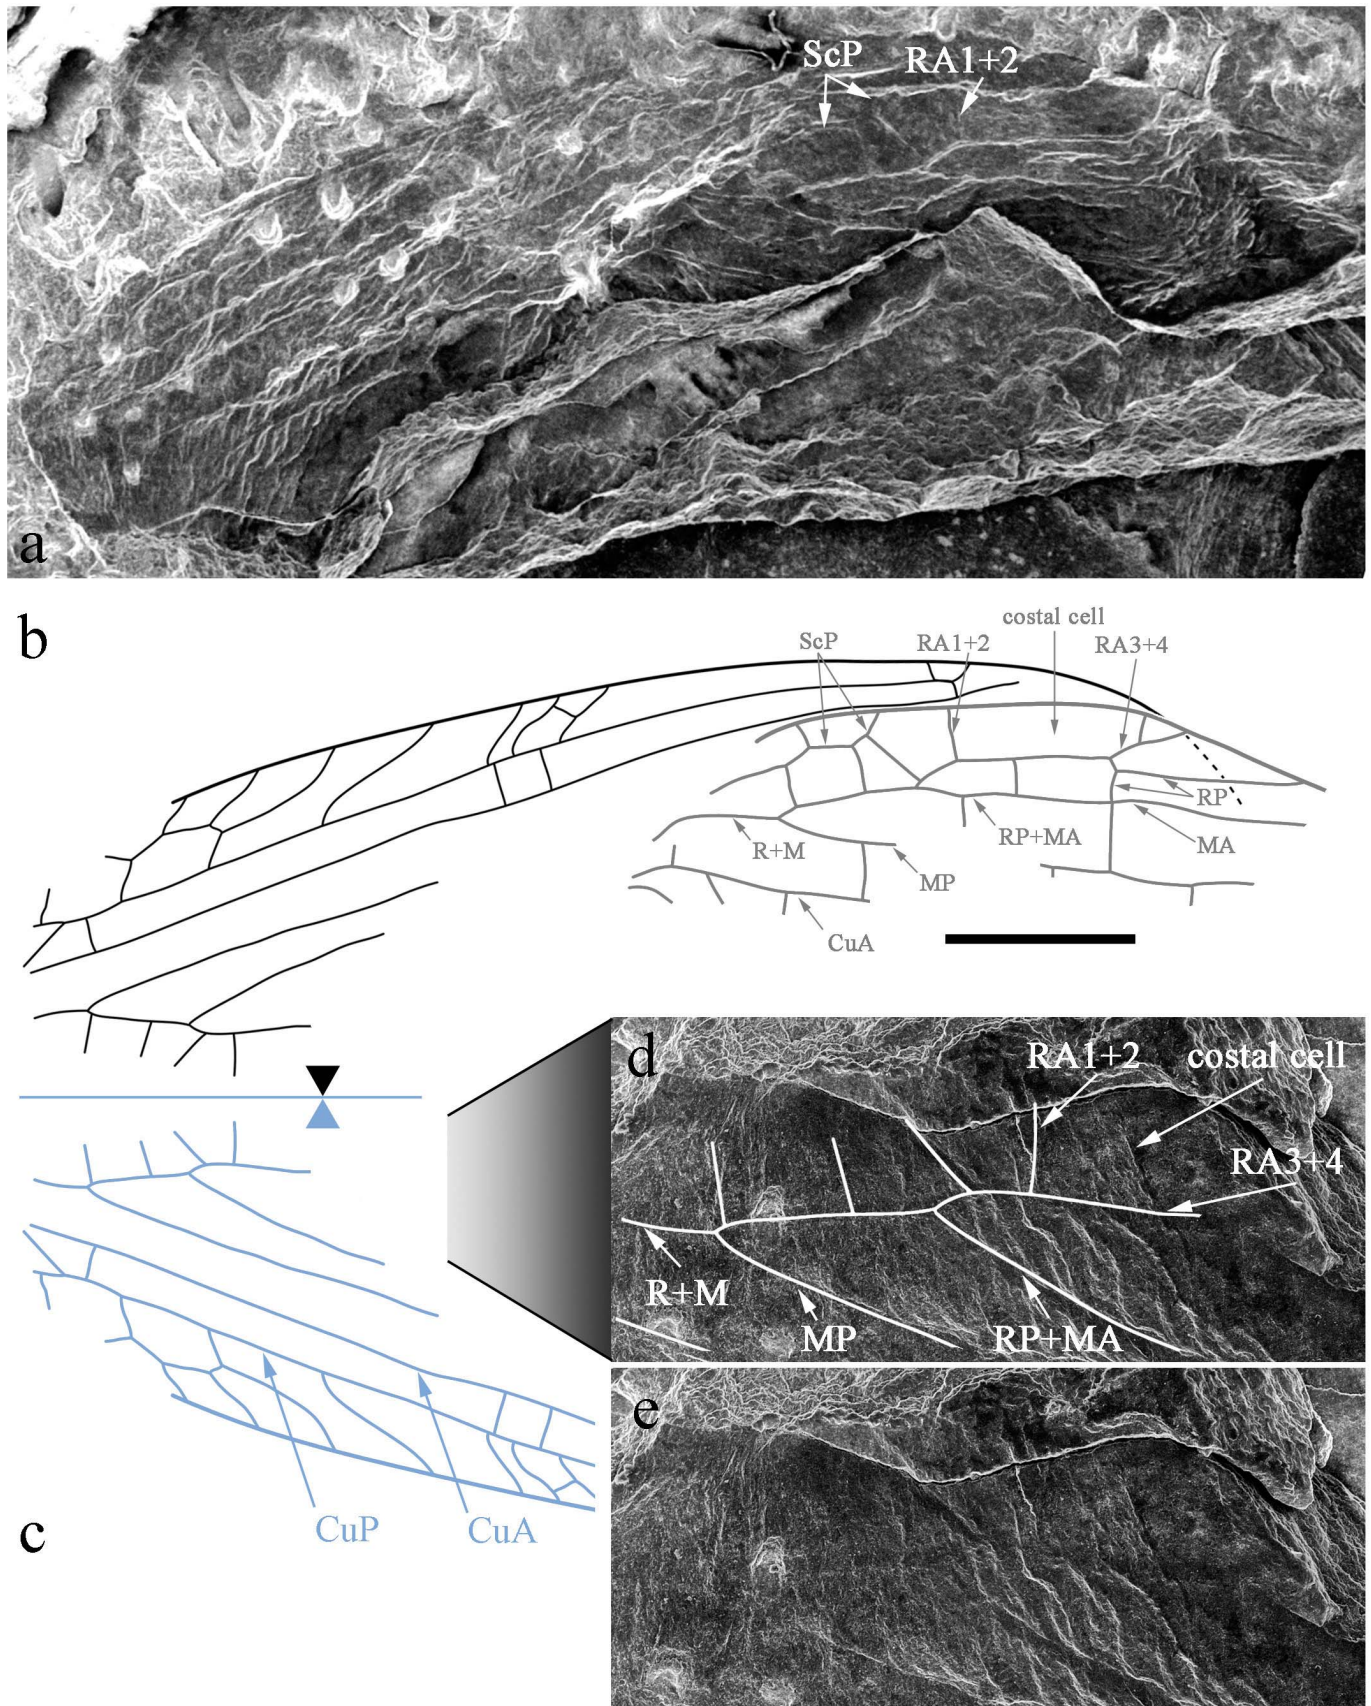 ScP RA1+2
a
b
costal cell
ScP RA1+2 RA3+4
RP
R+M RP+MA MA
MP
CuA
d RA1+2 costal cell
RA3+4
R+M MP RP+MA
e
CuP CuA
c